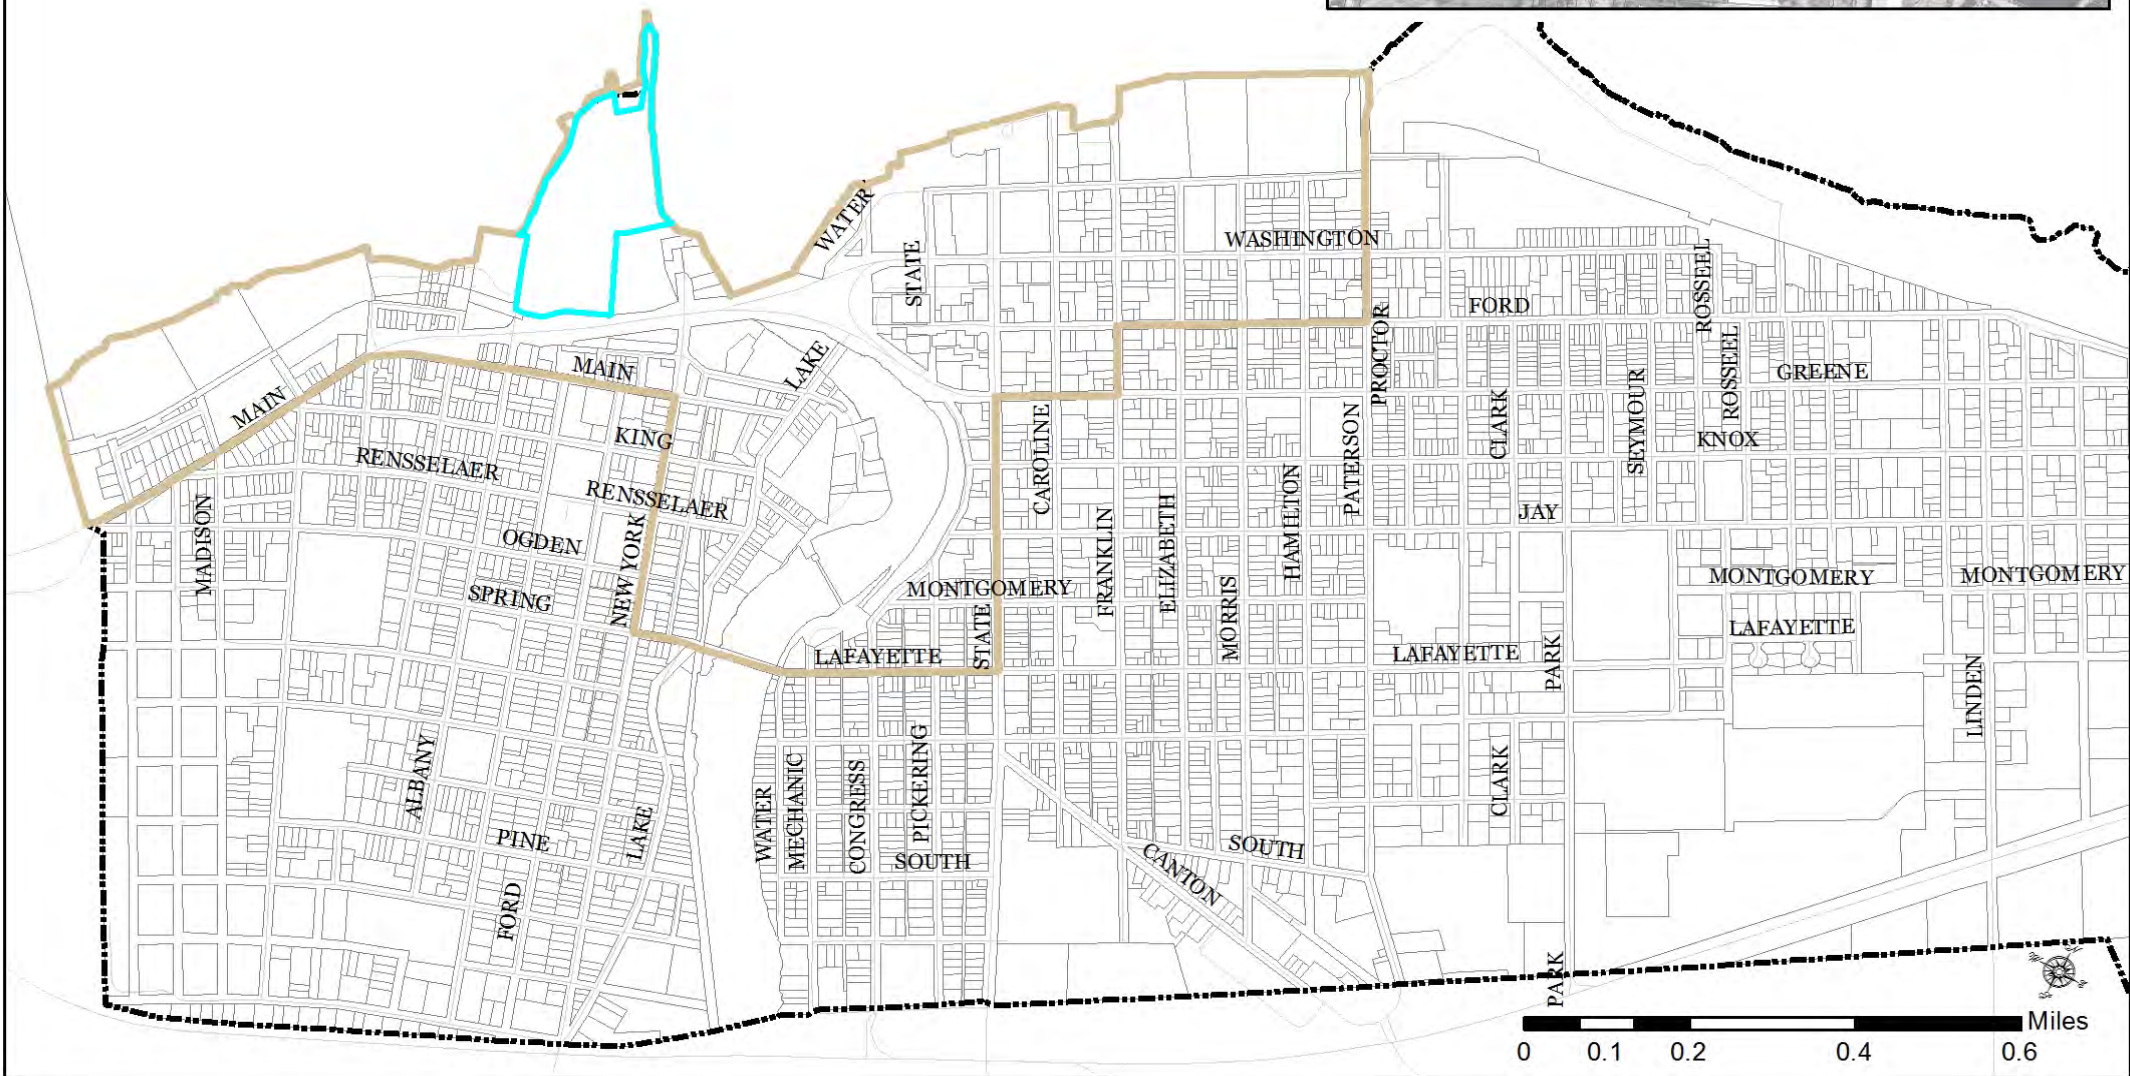 WATER
STATE
WASHINGTON
ROSSEEL
FORD
PROCTOR
MAIN
LAKE
ROSSEEL
GREENE
MAIN
CAROLINE
CLARK
SEYMOUR
KING
KNOX
RENSSELAER
PATERSON
RENSSELAER
HAMILTON
MADISON
NEW YORK
JAY
OGDEN
FRANKLIN
ELIZABETH
MONTGOMERY
MONTGOMERY
MONTGOMERY
SPRING
STATE
MORRIS
LAFAYETTE
LAFAYETTE
LAFAYETTE
PARK
LINDEN
ALBANY
WATER
MECHANIC
CONGRESS
PICKERING
CLARK
PINE
LAKE
SOUTH
SOUTH
CANTON
FORD
PARK
Miles
0 0.1 0.2 0.4 0.6